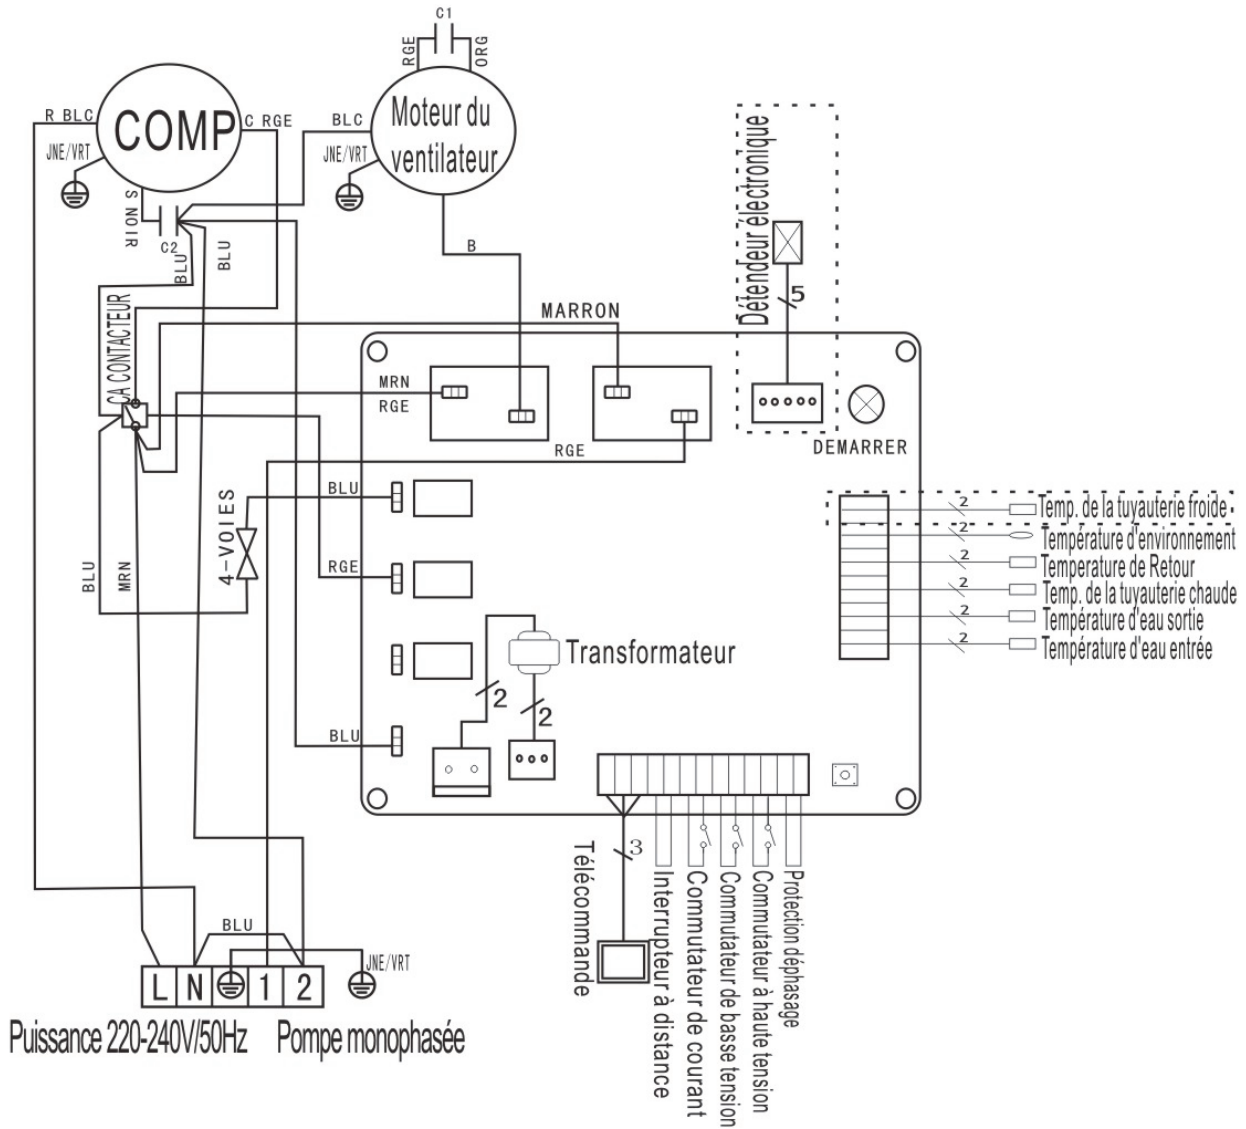 C1
RGE
ORG
R BLC
COMP
C RGE
JNE/VRT
BLC
Moteur du
ventilateur
JNE/VRT
S NOIR
C2
BLU
BLU
B
Détendeur électronique
5
CA CONTACTEUR
MARRON
MRN
RGE
RGE
DEMARRER
BLU
4-VOIES
RGE
BLU
MRN
2
Temp. de la tuyauterie froide
2
Température d'environnement
2
Temperature de Retour
2
Temp. de la tuyauterie chaude
2
Température d'eau sortie
2
Température d'eau entrée
Transformateur
2
2
BLU
3
Télécommande
Interrupteur à distance
Commutateur de courant
Commutateur de basse tension
Commutateur à haute tension
Protection déphasage
BLU
JNE/VRT
L N 1 2
Puissance 220-240V/50Hz
Pompe monophasée